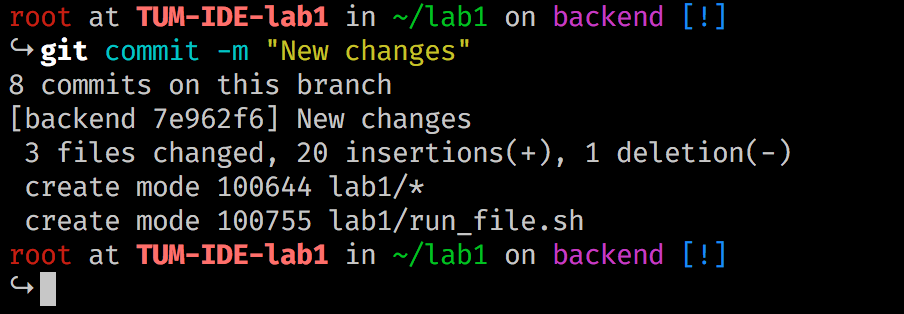 root at TUM-IDE-lab1 in ~/lab1 on backend [!]
↪git commit -m "New changes"
8 commits on this branch
[backend 7e962f6] New changes
 3 files changed, 20 insertions(+), 1 deletion(-)
 create mode 100644 lab1/*
 create mode 100755 lab1/run_file.sh
root at TUM-IDE-lab1 in ~/lab1 on backend [!]
↪